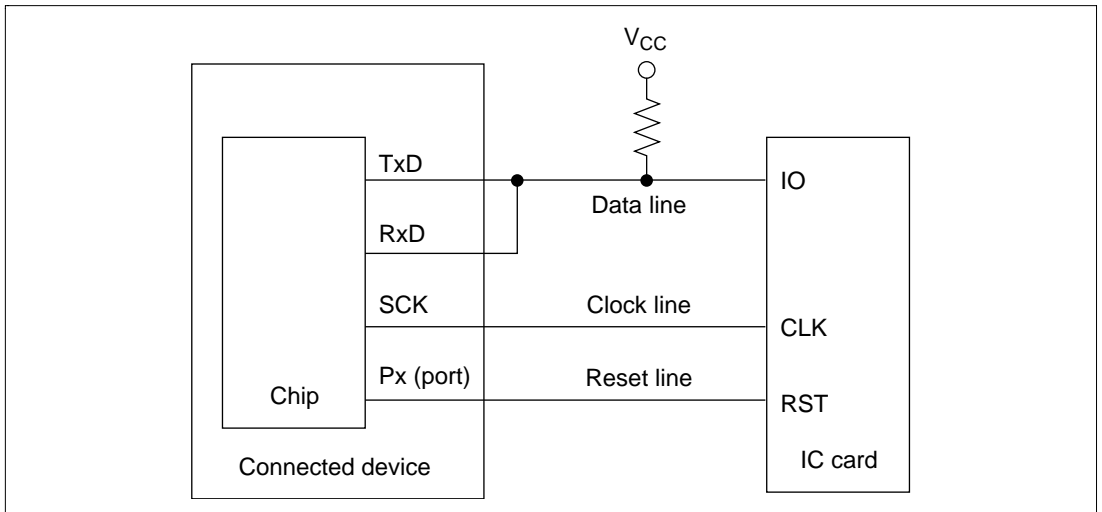 V_CC
TxD
IO
Data line
RxD
SCK
Clock line
CLK
Px (port)
Reset line
RST
Chip
Connected device
IC card